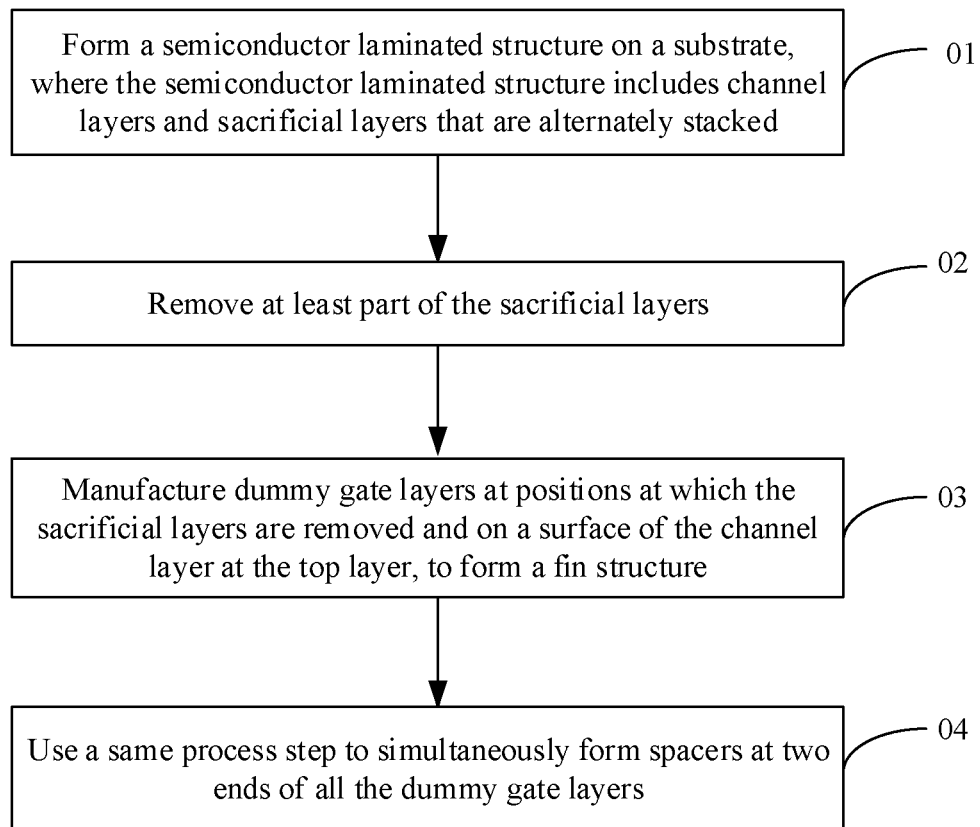 Form a semiconductor laminated structure on a substrate,
where the semiconductor laminated structure includes channel
layers and sacrificial layers that are alternately stacked
01
Remove at least part of the sacrificial layers
02
Manufacture dummy gate layers at positions at which the
sacrificial layers are removed and on a surface of the channel
layer at the top layer, to form a fin structure
03
Use a same process step to simultaneously form spacers at two
ends of all the dummy gate layers
04